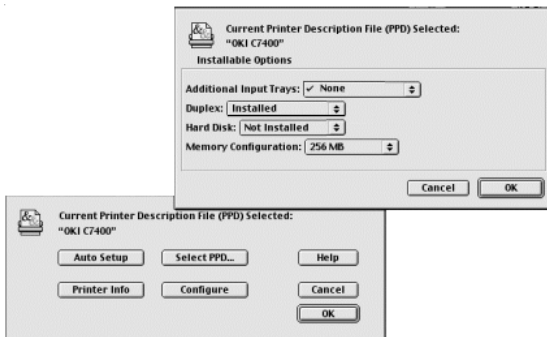 Current Printer Description File (PPD) Selected:
"OKI C7400"
Installable Options
Additional Input Trays: ✓ None
Duplex: Installed
Hard Disk: Not Installed
Memory Configuration: 256 MB
Cancel OK
Current Printer Description File (PPD) Selected:
"OKI C7400"
Auto Setup Select PPD... Help
Printer Info Configure Cancel
OK